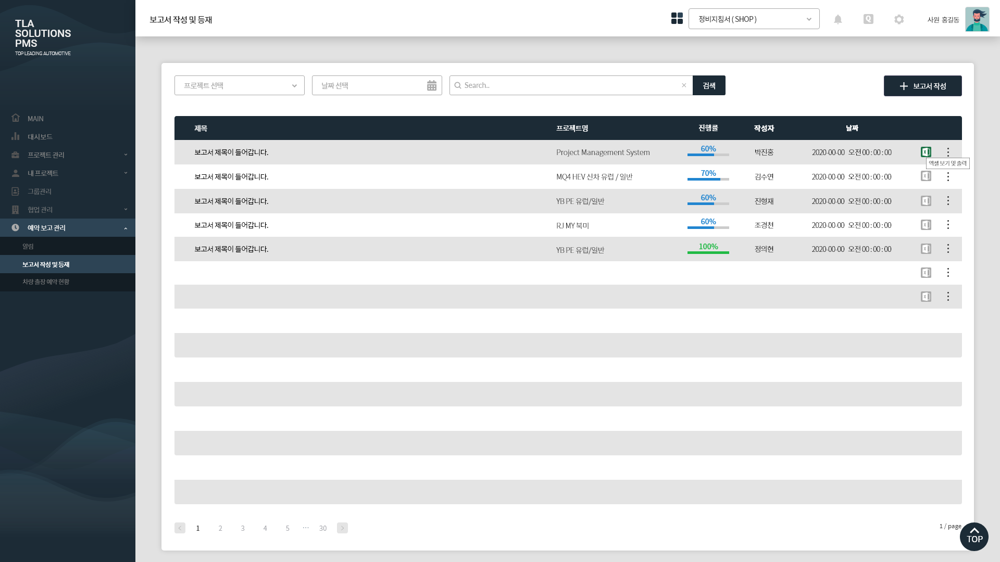 TLA
SOLUTIONS
PMS
TOP LEADING AUTOMOTIVE
MAIN
대시보드
프로젝트 관리
내 프로젝트
그룹관리
협업 관리
예약 보고 관리
알림
보고서 작성 및 등재
차량 출장 예약 현황
보고서 작성 및 등재
정비지침서 ( SHOP )
Q
사원 홍길동
프로젝트 선택
날짜 선택
Search..
검색
보고서 작성
제목 프로젝트명 진행률 작성자 날짜
보고서 제목이 들어갑니다. Project Management System 60% 박진홍 2020-00-00 오전 00 : 00 : 00
엑셀 보기 및 출력
보고서 제목이 들어갑니다. MQ4 HEV 신차 유럽 / 일반 70% 김수연 2020-00-00 오전 00 : 00 : 00
보고서 제목이 들어갑니다. YB PE 유럽/일반 60% 진형재 2020-00-00 오전 00 : 00 : 00
보고서 제목이 들어갑니다. RJ MY 북미 60% 조경천 2020-00-00 오전 00 : 00 : 00
보고서 제목이 들어갑니다. YB PE 유럽/일반 100% 정의현 2020-00-00 오전 00 : 00 : 00
1 2 3 4 5 ··· 30
1 / page
TOP